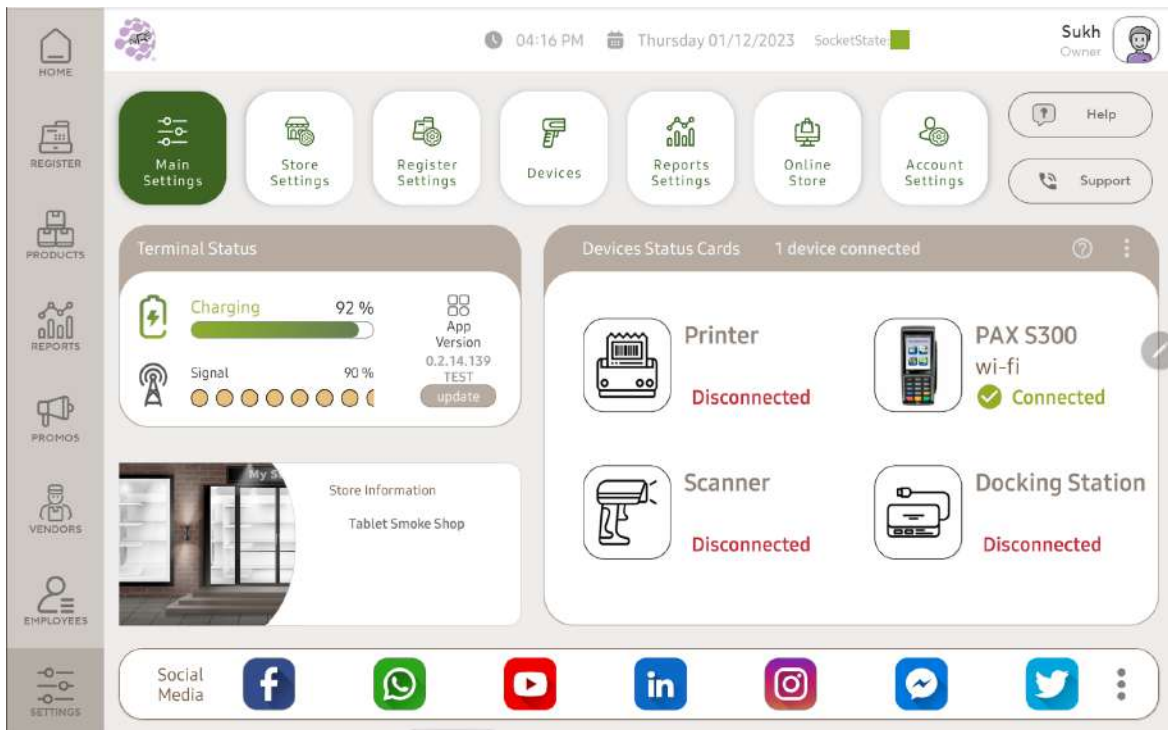 04:16 PM Thursday 01/12/2023 SocketState:
Sukh
Owner
HOME
REGISTER
PRODUCTS
REPORTS
PROMOS
VENDORS
EMPLOYEES
SETTINGS
Main
Settings
Store
Settings
Register
Settings
Devices
Reports
Settings
Online
Store
Account
Settings
Help
Support
Terminal Status
Charging 92 %
Signal 90 %
App
Version
0.2.14.139
TEST
update
My S
Store Information
Tablet Smoke Shop
Devices Status Cards 1 device connected
Printer
Disconnected
PAX S300
wi-fi
Connected
Scanner
Disconnected
Docking Station
Disconnected
Social
Media
f
in